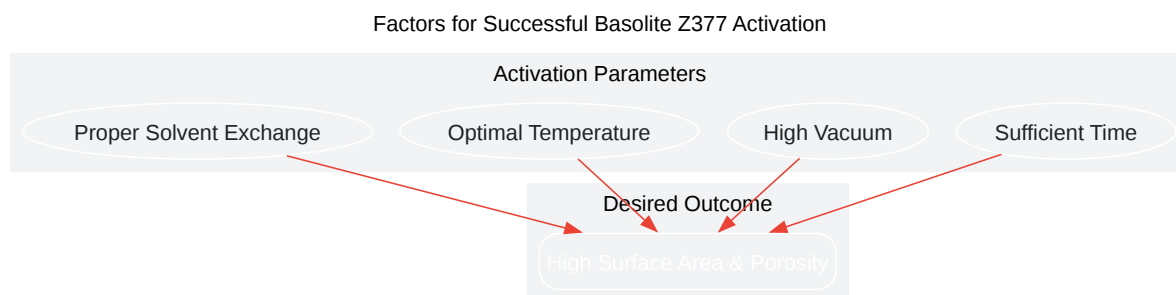 Factors for Successful Basolite Z377 Activation
Activation Parameters
Proper Solvent Exchange
Optimal Temperature
High Vacuum
Sufficient Time
Desired Outcome
High Surface Area & Porosity